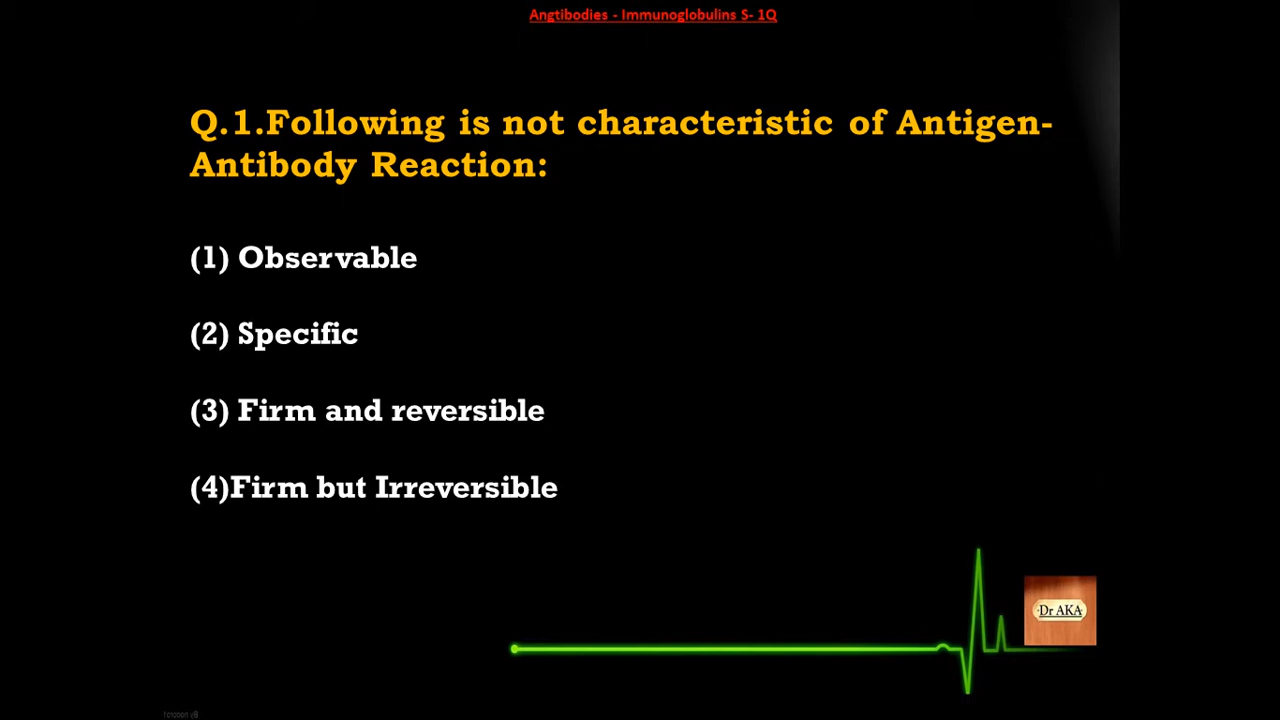 Angtibodies - Immunoglobulins S- 1Q
Q.1.Following is not characteristic of Antigen-
Antibody Reaction:
(1) Observable
(2) Specific
(3) Firm and reversible
(4)Firm but Irreversible
Dr AKA